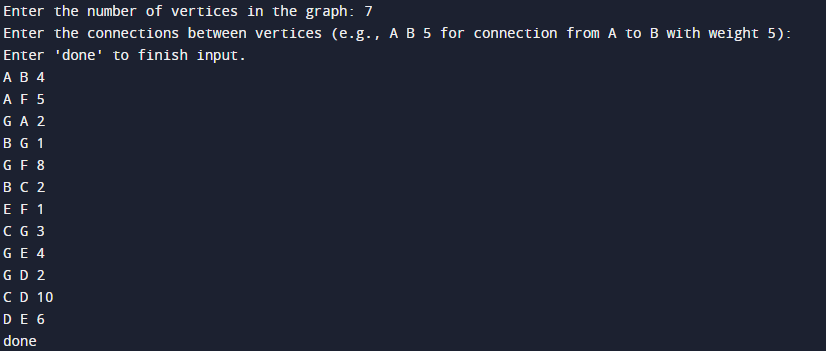 Enter the number of vertices in the graph: 7
Enter the connections between vertices (e.g., A B 5 for connection from A to B with weight 5):
Enter 'done' to finish input.
A B 4
A F 5
G A 2
B G 1
G F 8
B C 2
E F 1
C G 3
G E 4
G D 2
C D 10
D E 6
done